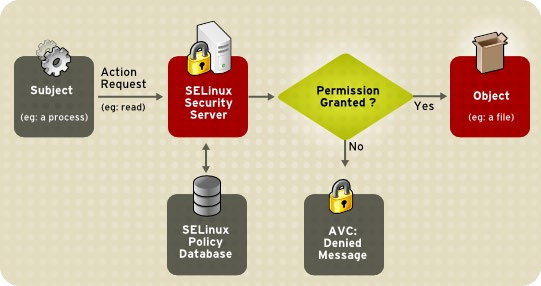 Subject
(eg: a process)
Action
Request
(eg: read)
SELinux
Security
Server
Permission
Granted ?
Yes
Object
(eg: a file)
No
SELinux
Policy
Database
AVC:
Denied
Message